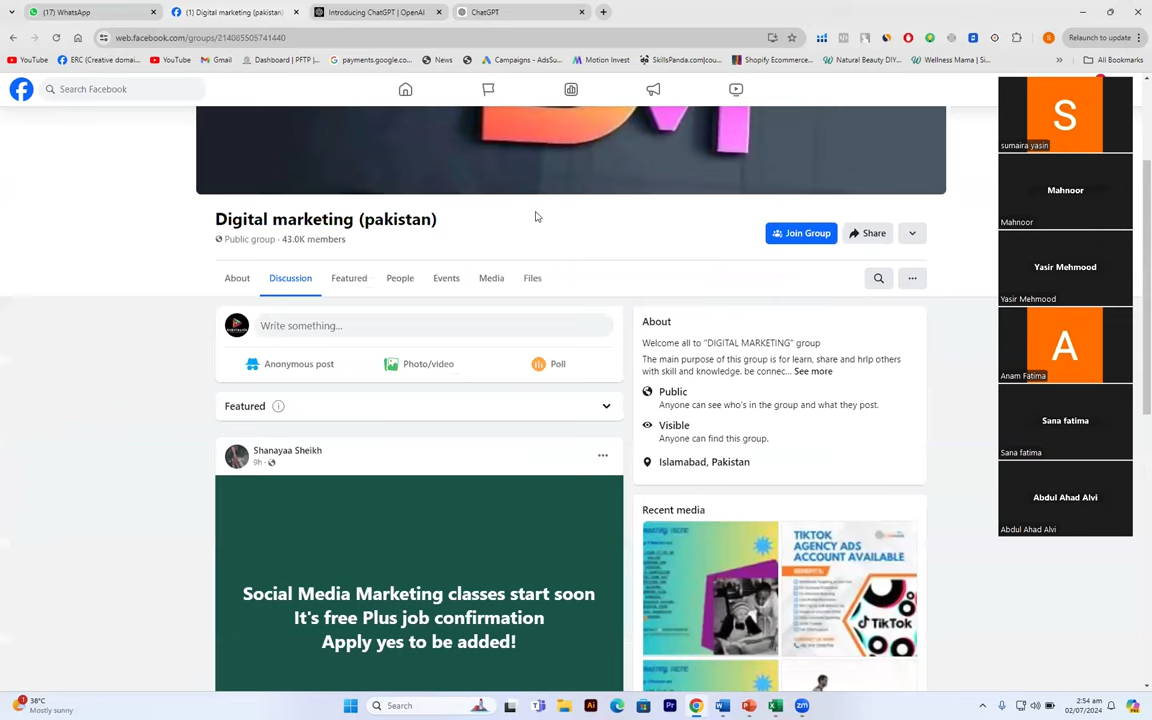 (17) WhatsApp
(1) Digital marketing (pakistan)
Introducing ChatGPT | OpenAI
ChatGPT
web.facebook.com/groups/214085505741440
Relaunch to update
YouTube
ERC (Creative domai...
YouTube
Gmail
Dashboard | PFTP |...
payments.google.co...
News
Campaigns - AdsSu...
Motion Invest
SkillsPanda.com|cou...
Shopify Ecommerce...
Natural Beauty DIY...
Wellness Mama | Si...
All Bookmarks
Search Facebook
Digital marketing (pakistan)
Public group · 43.0K members
Join Group
Share
About
Discussion
Featured
People
Events
Media
Files
Write something...
Anonymous post
Photo/video
Poll
Featured
Shanayaa Sheikh
9h
Social Media Marketing classes start soon
It's free Plus job confirmation
Apply yes to be added!
About
Welcome all to "DIGITAL MARKETING" group
The main purpose of this group is for learn, share and hrlp others
with skill and knowledge. be connec... See more
Public
Anyone can see who's in the group and what they post.
Visible
Anyone can find this group.
Islamabad, Pakistan
Recent media
TIKTOK
AGENCY ADS
ACCOUNT AVAILABLE
BENEFITS:
TikTok
S
sumaira yasin
Mahnoor
Mahnoor
Yasir Mehmood
Yasir Mehmood
A
Anam Fatima
Sana fatima
Sana fatima
Abdul Ahad Alvi
Abdul Ahad Alvi
38°C
Mostly sunny
Search
2:54 am
02/07/2024